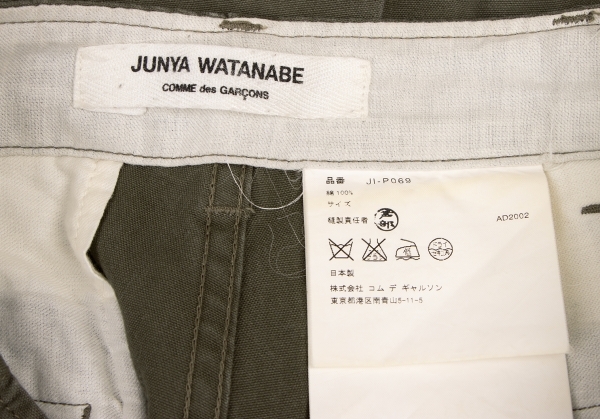 JUNYA WATANABE
COMME des GARÇONS
品番 JI-P069
綿 100%
サイズ
縫製責任者
AD2002
日本製
株式会社 コム デ ギャルソン
東京都港区南青山5-11-5